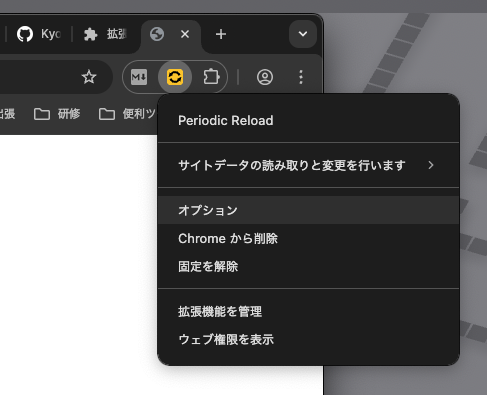 Kyo
拡張
M
研修
便利ツ
Periodic Reload
サイトデータの読み取りと変更を行います
オプション
Chrome から削除
固定を解除
拡張機能を管理
ウェブ権限を表示